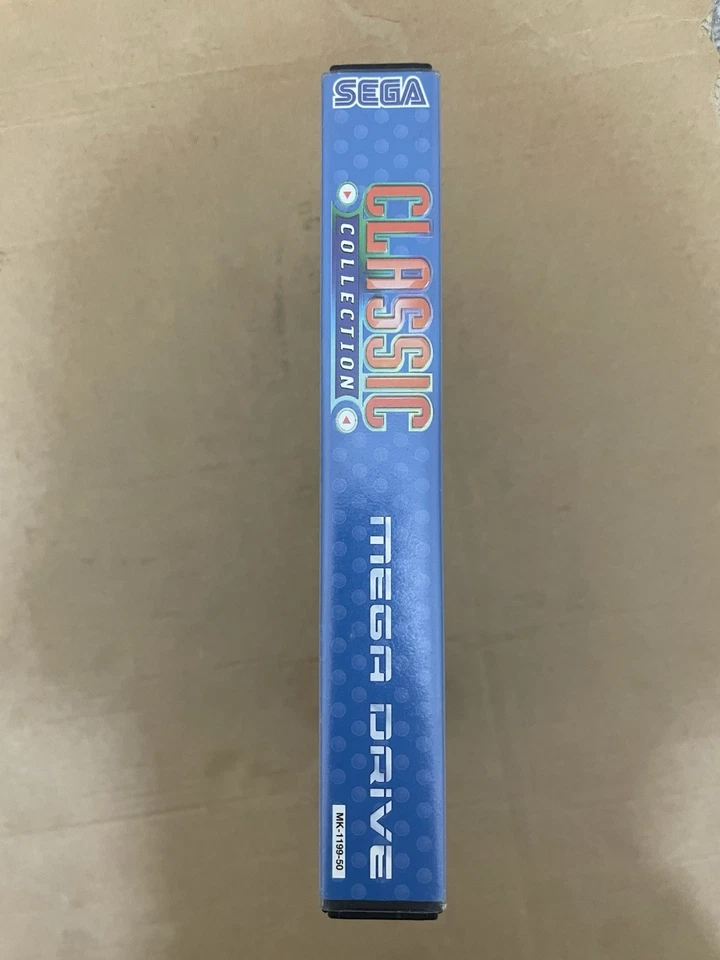 SEGA
CLASSIC
COLLECTION
MEGA DRIVE
MK-1199-50